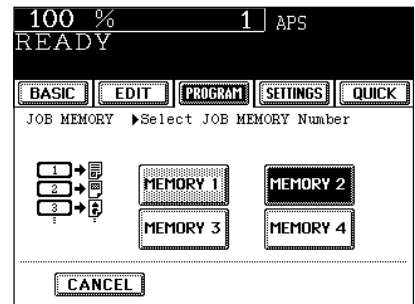 100 % 1 APS
READY
BASIC EDIT PROGRAM SETTINGS QUICK
JOB MEMORY ▶Select JOB MEMORY Number
1
2
3
MEMORY 1 MEMORY 2
MEMORY 3 MEMORY 4
CANCEL